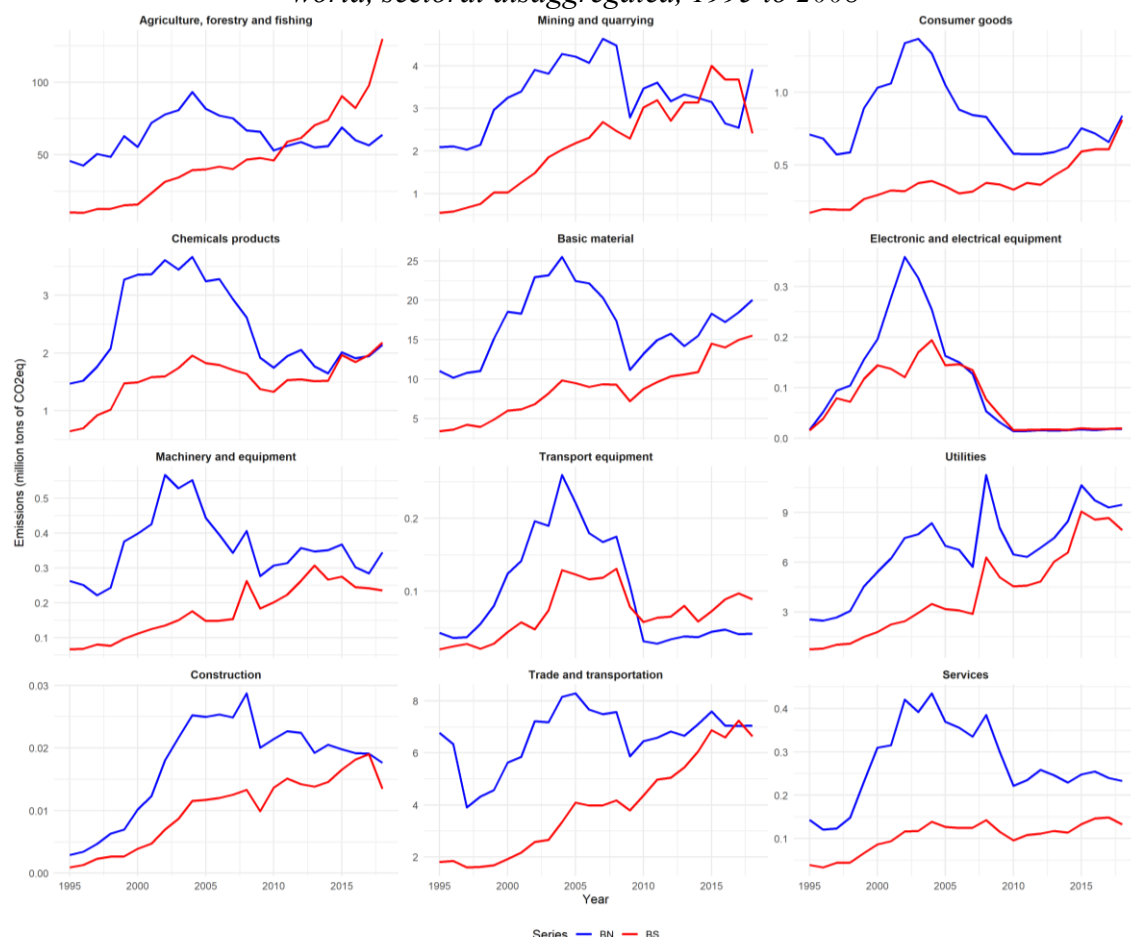 world, sectoral disaggregated, 1995 to 2008
Agriculture, forestry and fishing
Mining and quarrying
Consumer goods
100
50
4
3
2
1
1.0
0.5
Chemicals products
Basic material
Electronic and electrical equipment
3
2
1
25
20
15
10
5
0.3
0.2
0.1
0.0
Machinery and equipment
Transport equipment
Utilities
0.5
0.4
0.3
0.2
0.1
0.2
0.1
9
6
3
Construction
Trade and transportation
Services
0.03
0.02
0.01
0.00
8
6
4
2
0.4
0.3
0.2
0.1
1995 2000 2005 2010 2015
1995 2000 2005 2010 2015
1995 2000 2005 2010 2015
Emissions (million tons of CO2eq)
Year
Series BN BS